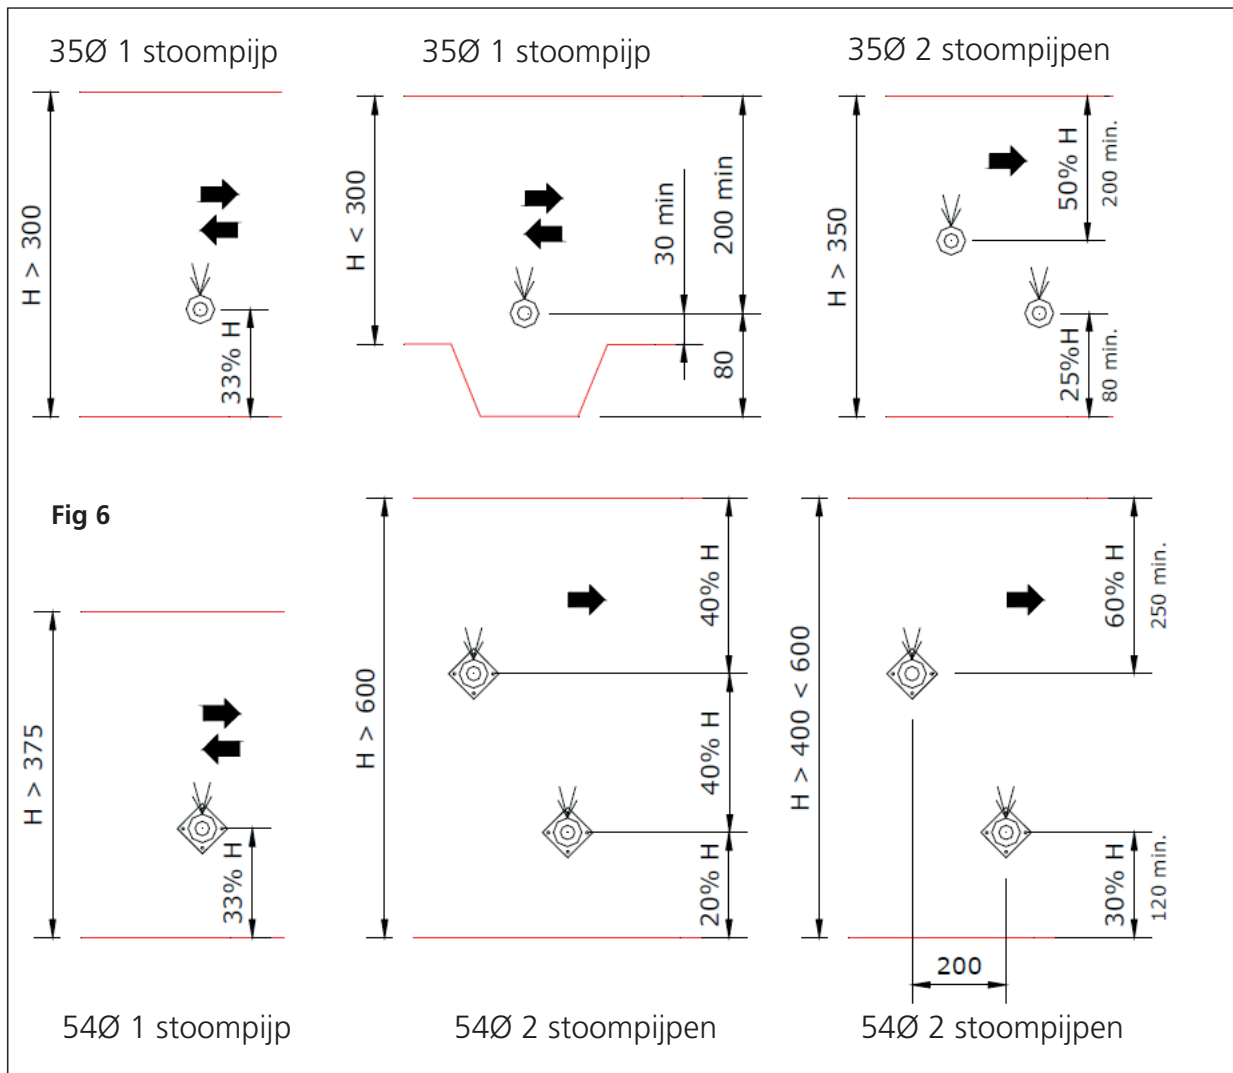 35Ø 1 stoompijp
35Ø 1 stoompijp
35Ø 2 stoompijpen
H > 300
33% H
H < 300
30 min
200 min
80
H > 350
50% H
200 min.
25%H
80 min.
Fig 6
H > 375
33% H
H > 600
40% H
40% H
20% H
H > 400 < 600
60% H
250 min.
30% H
120 min.
200
54Ø 1 stoompijp
54Ø 2 stoompijpen
54Ø 2 stoompijpen